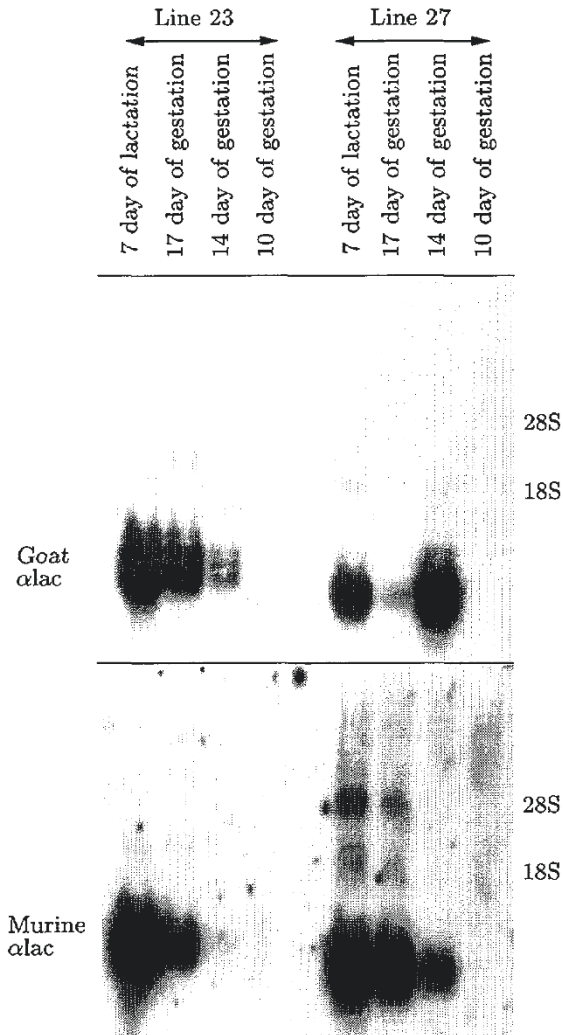 Line 23
Line 27
7 day of lactation
17 day of gestation
14 day of gestation
10 day of gestation
7 day of lactation
17 day of gestation
14 day of gestation
10 day of gestation
28S
18S
Goat
αlac
28S
18S
Murine
αlac